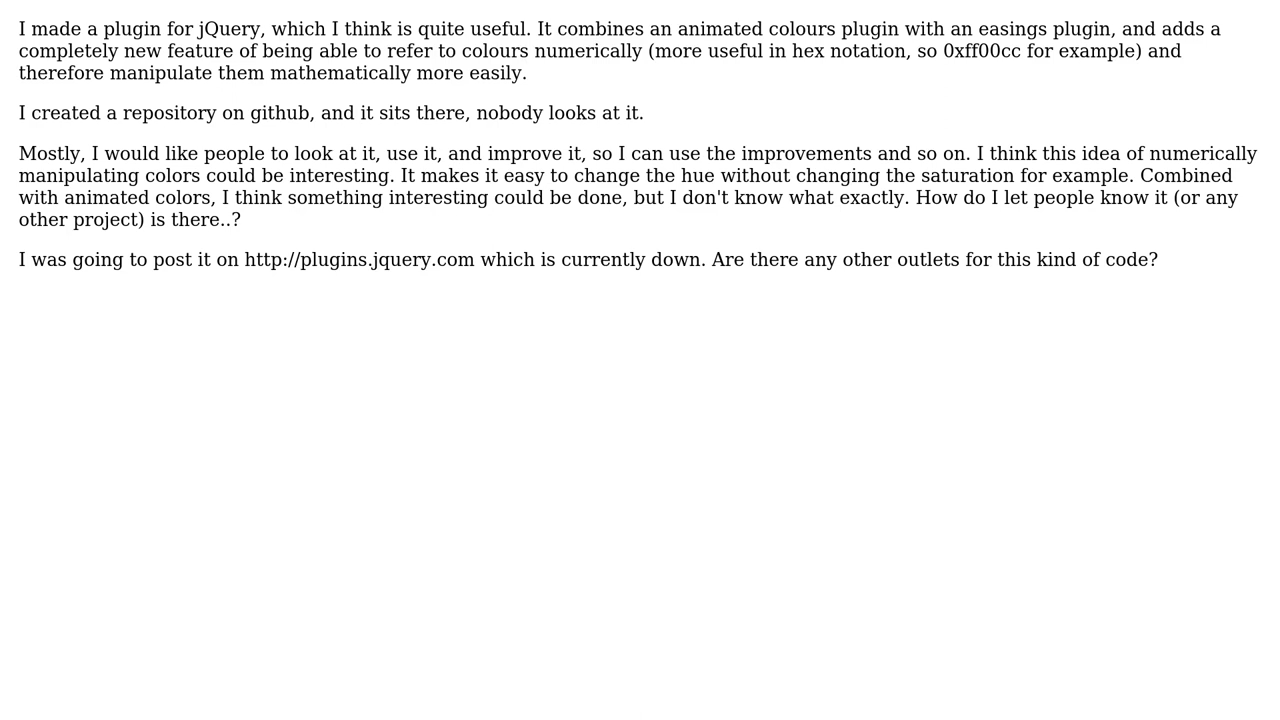 I made a plugin for jQuery, which I think is quite useful. It combines an animated colours plugin with an easings plugin, and adds a
completely new feature of being able to refer to colours numerically (more useful in hex notation, so 0xff00cc for example) and
therefore manipulate them mathematically more easily.
I created a repository on github, and it sits there, nobody looks at it.
Mostly, I would like people to look at it, use it, and improve it, so I can use the improvements and so on. I think this idea of numerically
manipulating colors could be interesting. It makes it easy to change the hue without changing the saturation for example. Combined
with animated colors, I think something interesting could be done, but I don't know what exactly. How do I let people know it (or any
other project) is there..?
I was going to post it on http://plugins.jquery.com which is currently down. Are there any other outlets for this kind of code?